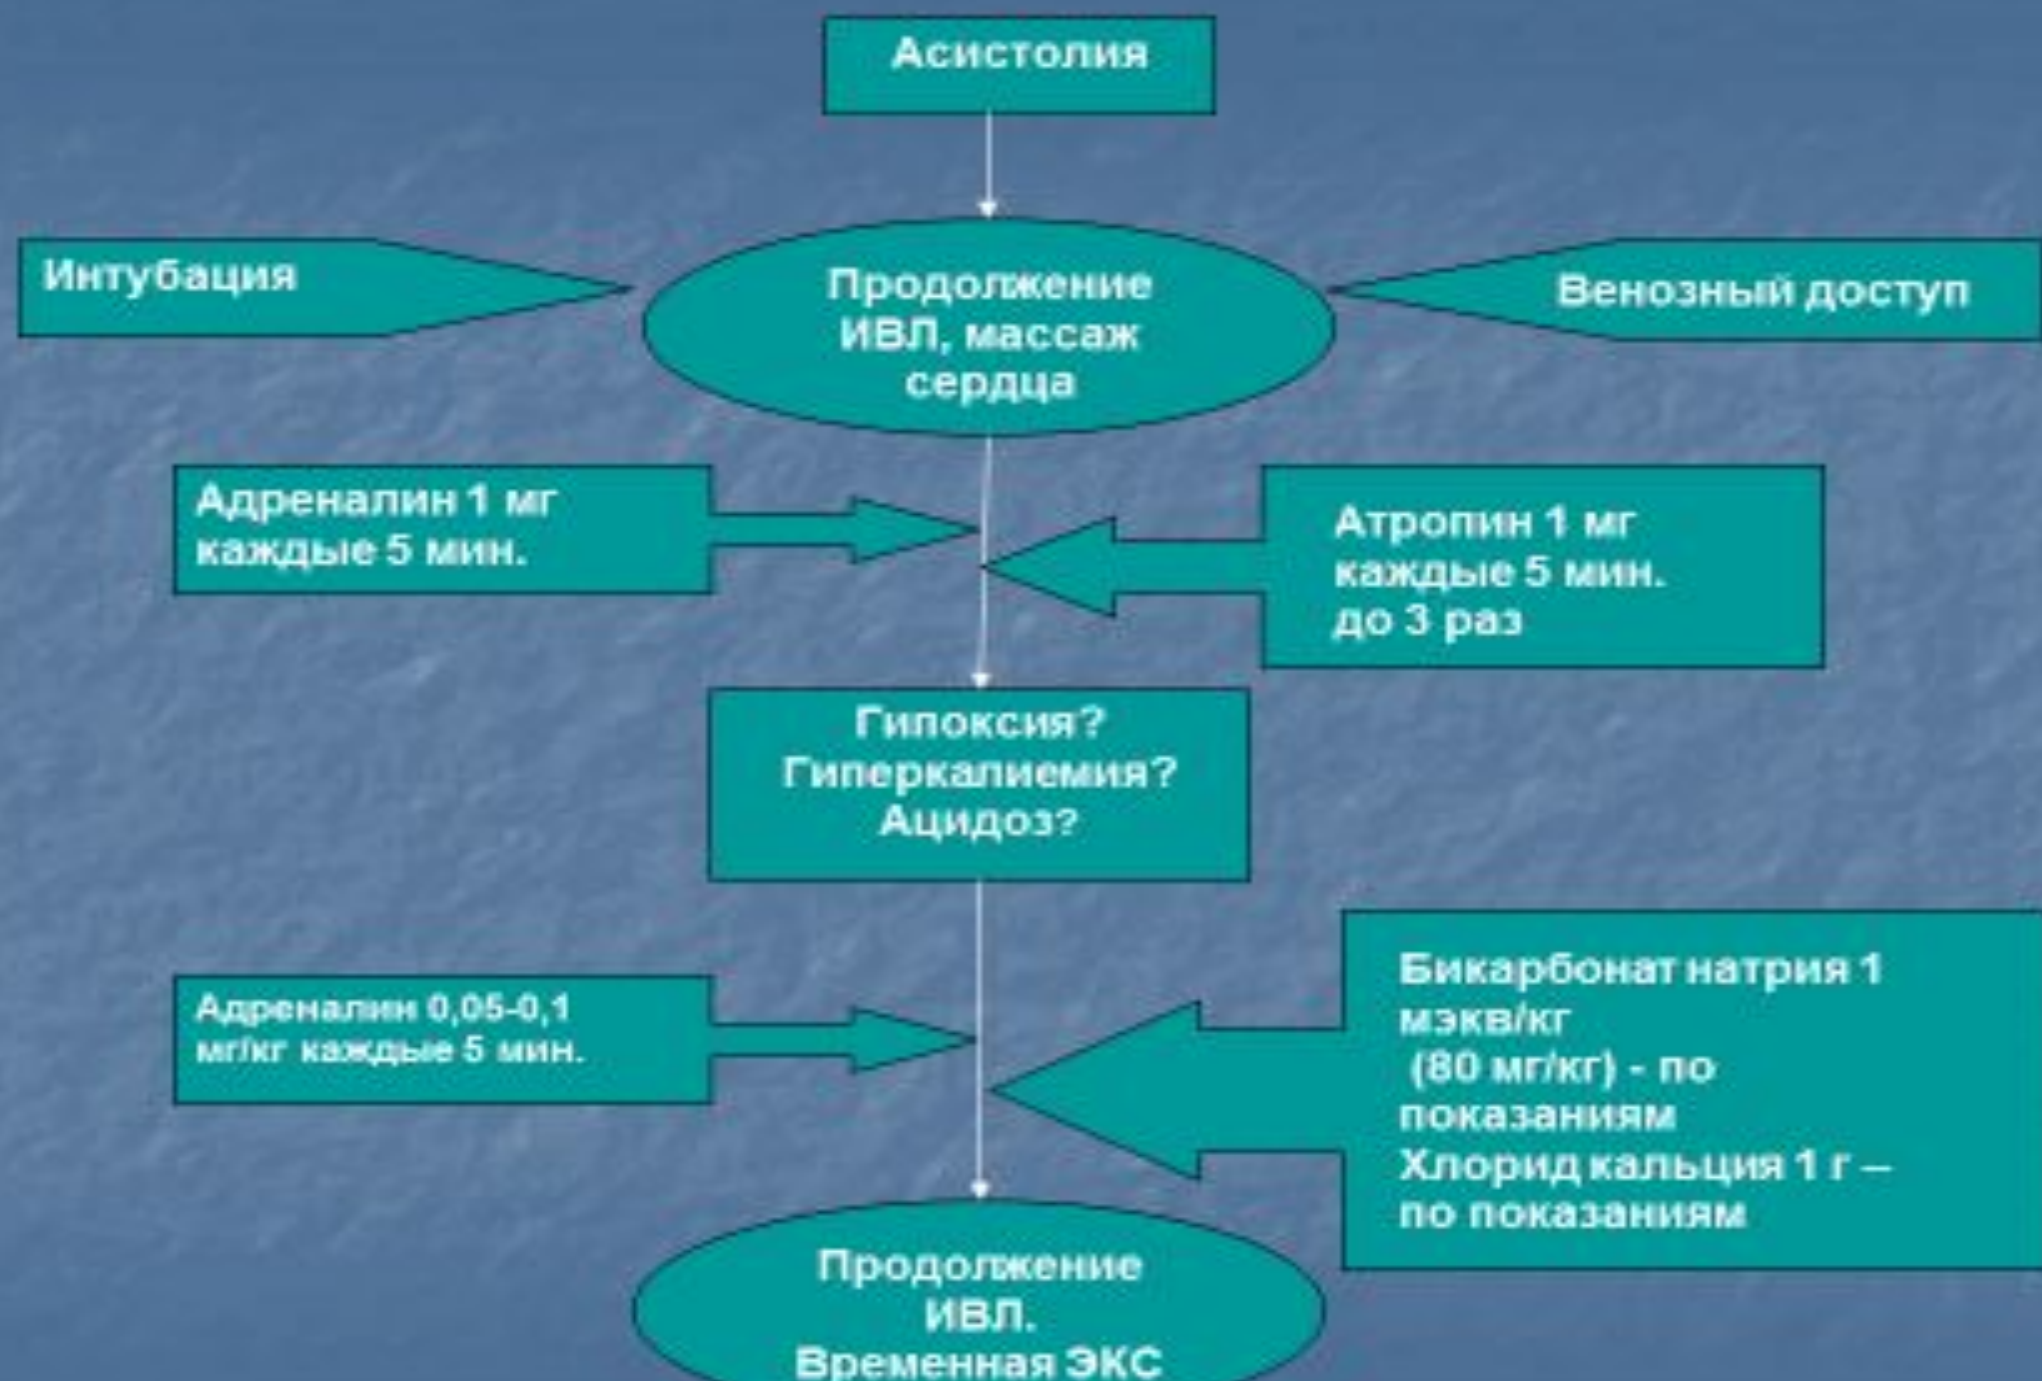 Асистолия
Интубация
Продолжение
ИВЛ, массаж
сердца
Венозный доступ
Адреналин 1 мг
каждые 5 мин.
Атропин 1 мг
каждые 5 мин.
до 3 раз
Гипоксия?
Гиперкалиемия?
Ацидоз?
Адреналин 0,05-0,1
мг/кг каждые 5 мин.
Бикарбонат натрия 1
мэкв/кг
(80 мг/кг) - по
показаниям
Хлорид кальция 1 г –
по показаниям
Продолжение
ИВЛ.
Временная ЭКС